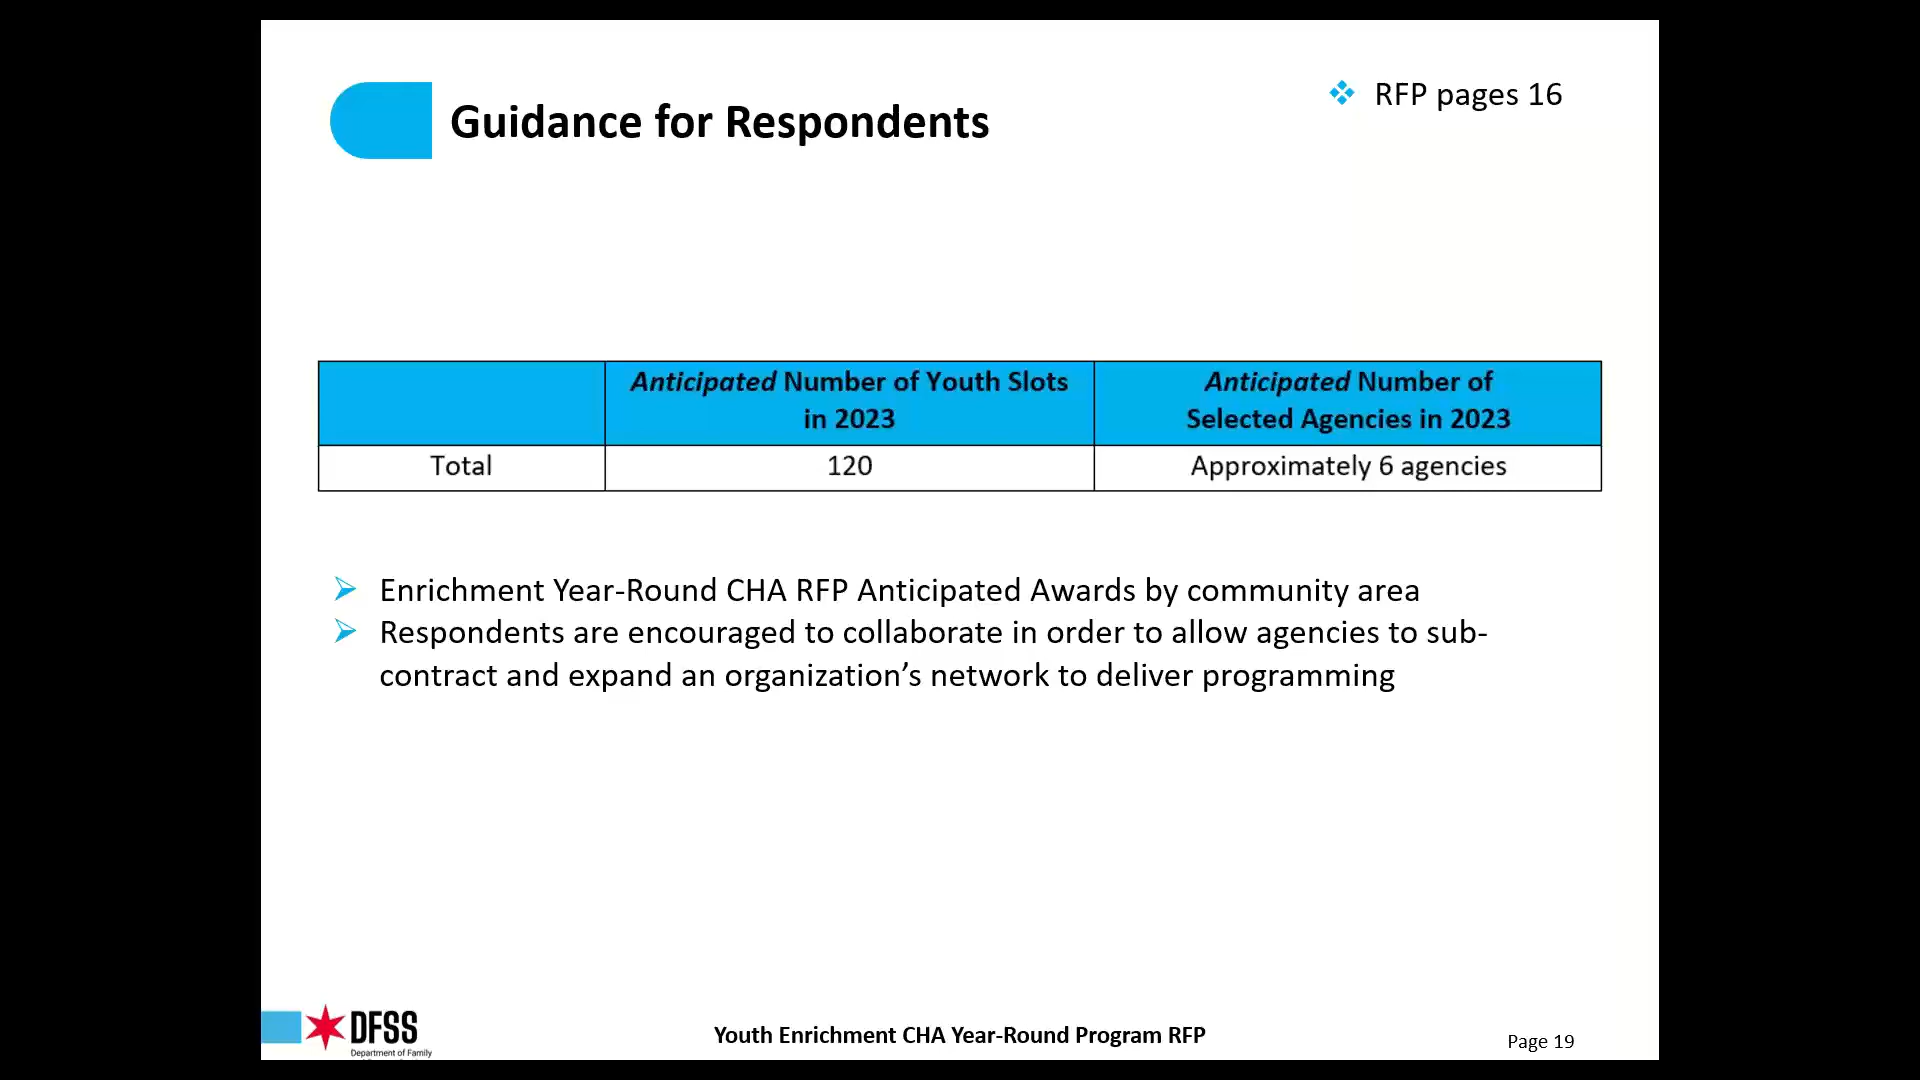 Guidance for Respondents
RFP pages 16
Anticipated Number of Youth Slots
in 2023
Anticipated Number of
Selected Agencies in 2023
Total
120
Approximately 6 agencies
Enrichment Year-Round CHA RFP Anticipated Awards by community area
Respondents are encouraged to collaborate in order to allow agencies to sub-
contract and expand an organization’s network to deliver programming
DFSS
Department of Family
Youth Enrichment CHA Year-Round Program RFP
Page 19